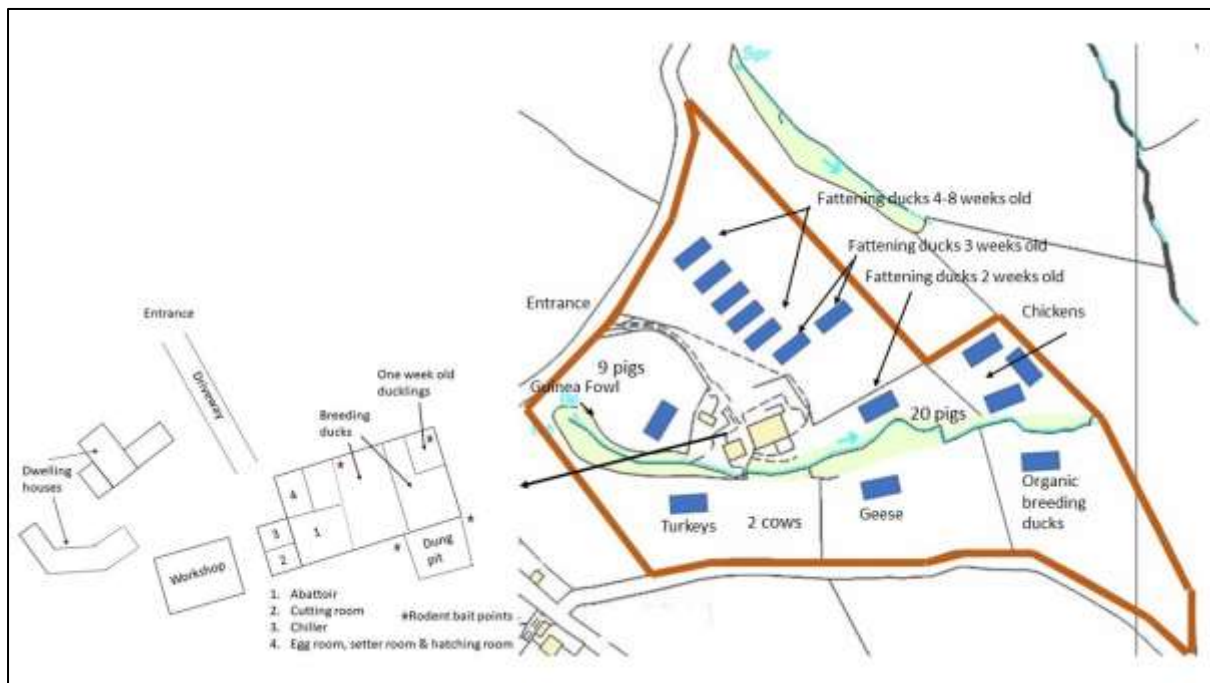 Entrance
Driveway
One week old
ducklings
Breeding
ducks
Dwelling
houses
4
3
1
2
Workshop
Dung
pit
*
*
#
*
1. Abattoir
2. Cutting room
3. Chiller
4. Egg room, setter room & hatching room
#Rodent bait points
Spr
Fattening ducks 4-8 weeks old
Fattening ducks 3 weeks old
Fattening ducks 2 weeks old
Entrance
Chickens
9 pigs
Guinea Fowl
20 pigs
Turkeys
2 cows
Geese
Organic
breeding
ducks